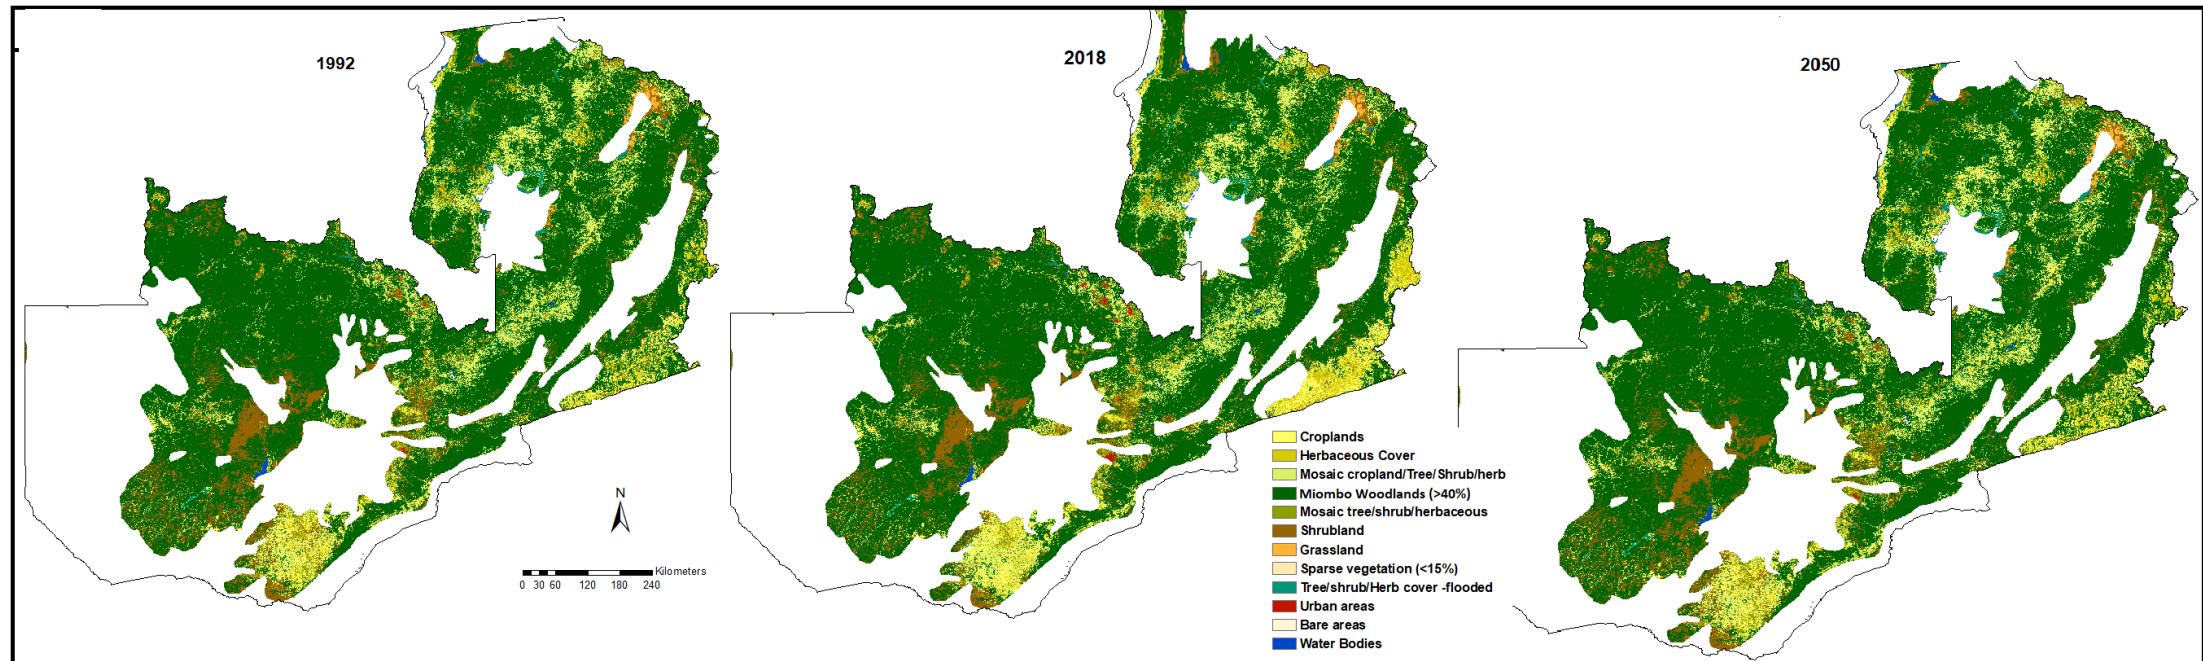 1992
2018
2050
N
Kilometers
0 30 60 120 180 240
Croplands
Herbaceous Cover
Mosaic cropland/Tree/Shrub/herb
Miombo Woodlands (>40%)
Mosaic tree/shrub/herbaceous
Shrubland
Grassland
Sparse vegetation (<15%)
Tree/shrub/Herb cover -flooded
Urban areas
Bare areas
Water Bodies